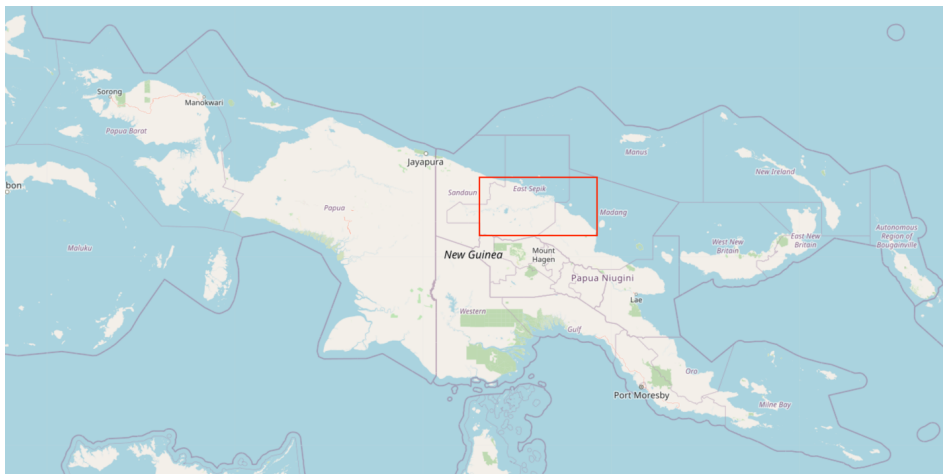 Sorong
Manokwari
Papua Barat
Jayapura
Manus
New Ireland
bon
Sandaun
East Sepik
Papua
Madang
Maluku
West New
Britain
East New
Britain
Autonomous
Region of
Bougainville
New Guinea
Mount
Hagen
Papua Niugini
Lae
Western
Gulf
Oro
Port Moresby
Milne Bay